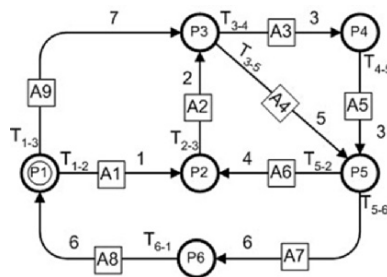 7 P3 T3-4 3 P4
A3
T3-5 T4-5
A9 2
A2 A4 A5
T1-3 T2-3 5 3
P1 T1-2 A1 1 P2 4 A6 T5-2 P5
T5-6
6 A8 T6-1 P6 6 A7